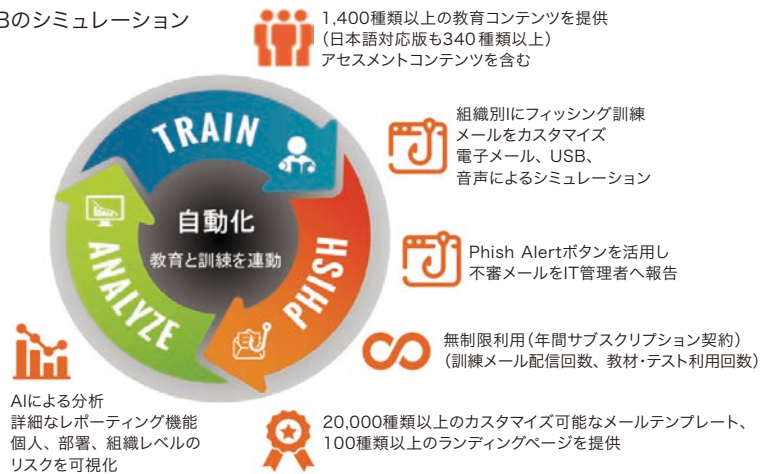 Bのシミュレーション
1,400種類以上の教育コンテンツを提供
（日本語対応版も340種類以上）
アセスメントコンテンツを含む
TRAIN
組織別にフィッシング訓練
メールをカスタマイズ
電子メール、USB、
音声によるシミュレーション
自動化
教育と訓練を連動
PHISH
ANALYZE
Phish Alertボタンを活用し
不審メールをIT管理者へ報告
無制限利用（年間サブスクリプション契約）
（訓練メール配信回数、教材・テスト利用回数）
AIによる分析
詳細なレポーティング機能
個人、部署、組織レベルの
リスクを可視化
20,000種類以上のカスタマイズ可能なメールテンプレート、
100種類以上のランディングページを提供